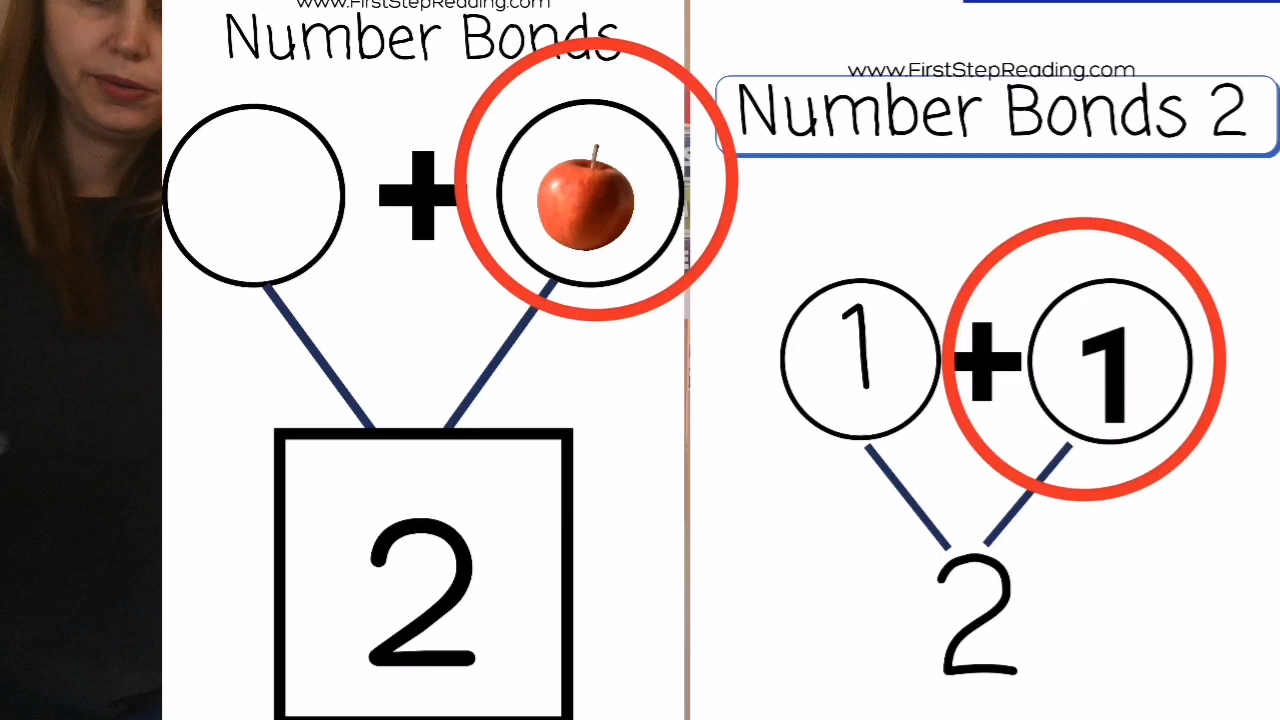 www.FirstStepReading.com
Number Bonds
+
2
www.FirstStepReading.com
Number Bonds 2
1 + 1
2